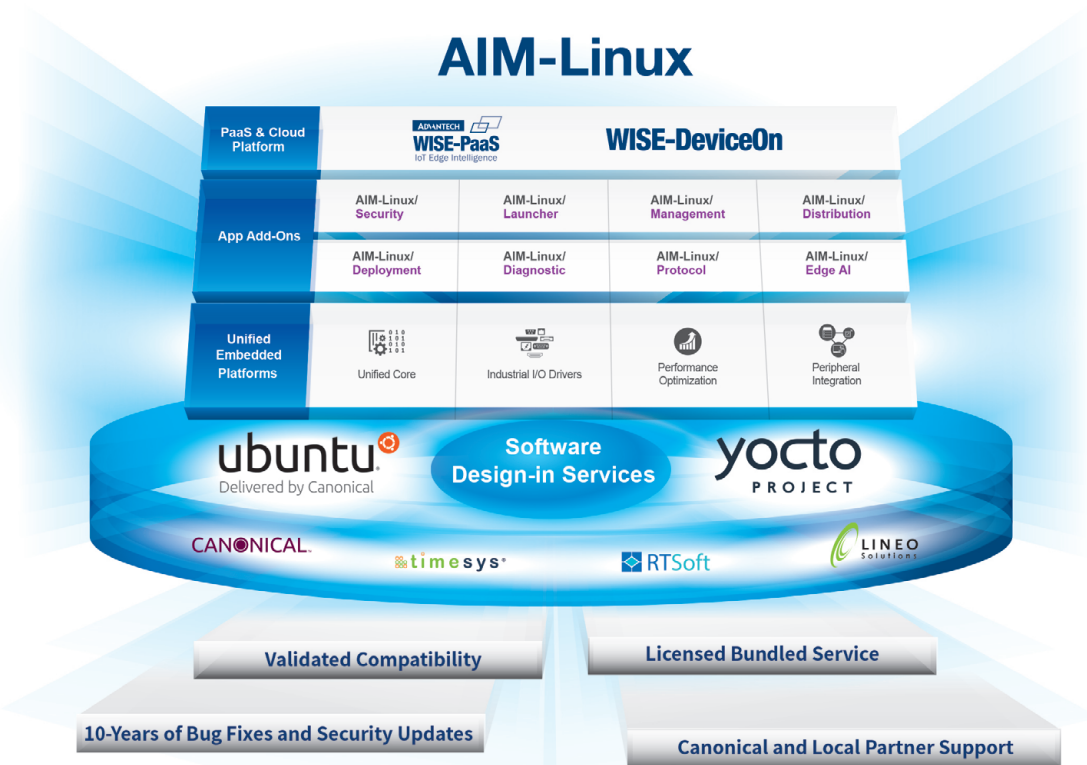 AIM-Linux
PaaS & Cloud
Platform
ADVANTECH
WISE-PaaS
IoT Edge Intelligence
WISE-DeviceOn
App Add-Ons
AIM-Linux/
Security
AIM-Linux/
Launcher
AIM-Linux/
Management
AIM-Linux/
Distribution
AIM-Linux/
Deployment
AIM-Linux/
Diagnostic
AIM-Linux/
Protocol
AIM-Linux/
Edge AI
Unified
Embedded
Platforms
010
101
101
Unified Core
Industrial I/O Drivers
Performance
Optimization
Peripheral
Integration
ubuntu®
Delivered by Canonical
Software
Design-in Services
yocto
PROJECT
CANONICAL™
timesys®
RTSoft
LINEO
Solutions
Validated Compatibility
Licensed Bundled Service
10-Years of Bug Fixes and Security Updates
Canonical and Local Partner Support